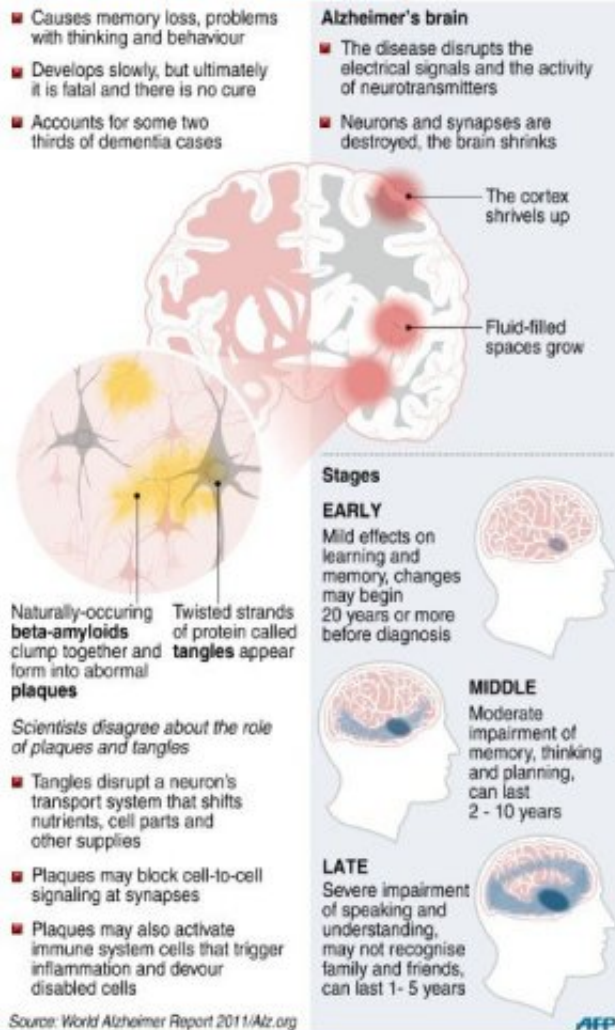 Causes memory loss, problems
with thinking and behaviour
Develops slowly, but ultimately
it is fatal and there is no cure
Accounts for some two
thirds of dementia cases
Alzheimer's brain
The disease disrupts the
electrical signals and the activity
of neurotransmitters
Neurons and synapses are
destroyed, the brain shrinks
The cortex
shrivels up
Fluid-filled
spaces grow
Naturally-occuring
beta-amyloids
clump together and
form into abormal
plaques
Twisted strands
of protein called
tangles appear
Scientists disagree about the role
of plaques and tangles
Tangles disrupt a neuron's
transport system that shifts
nutrients, cell parts and
other supplies
Plaques may block cell-to-cell
signaling at synapses
Plaques may also activate
immune system cells that trigger
inflammation and devour
disabled cells
Stages
EARLY
Mild effects on
learning and
memory, changes
may begin
20 years or more
before diagnosis
MIDDLE
Moderate
impairment of
memory, thinking
and planning,
can last
2 - 10 years
LATE
Severe impairment
of speaking and
understanding,
may not recognise
family and friends,
can last 1- 5 years
Source: World Alzheimer Report 2011/Alz.org
AFP